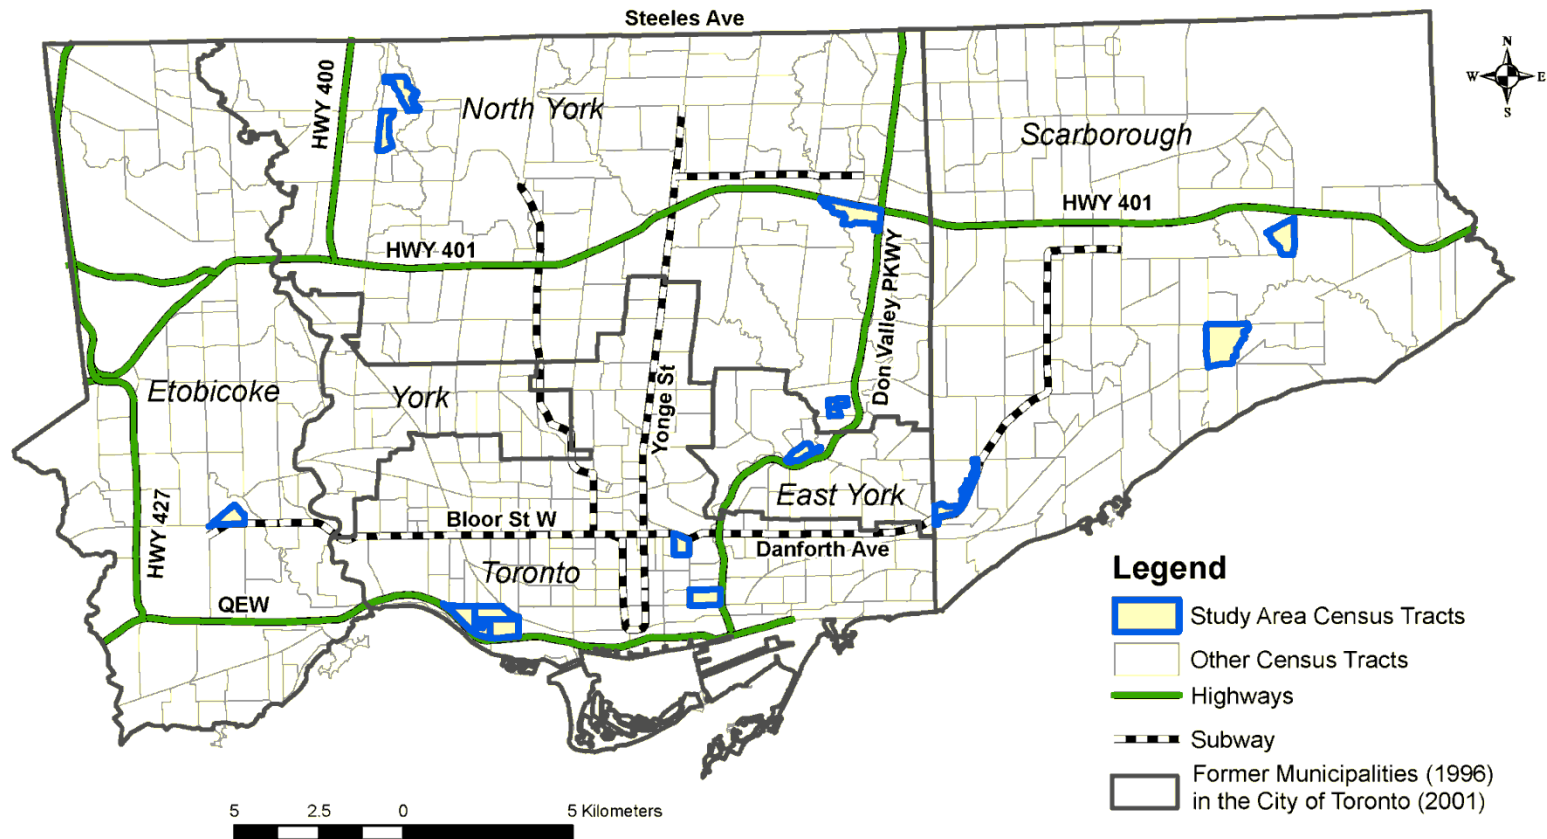 Steeles Ave
HWY 400
North York
Scarborough
N
W E
S
HWY 401
HWY 401
Don Valley PKWY
Etobicoke
York
Yonge St
East York
HWY 427
Bloor St W
Danforth Ave
Toronto
QEW
Legend
Study Area Census Tracts
Other Census Tracts
Highways
Subway
Former Municipalities (1996)
in the City of Toronto (2001)
5 2.5 0 5 Kilometers